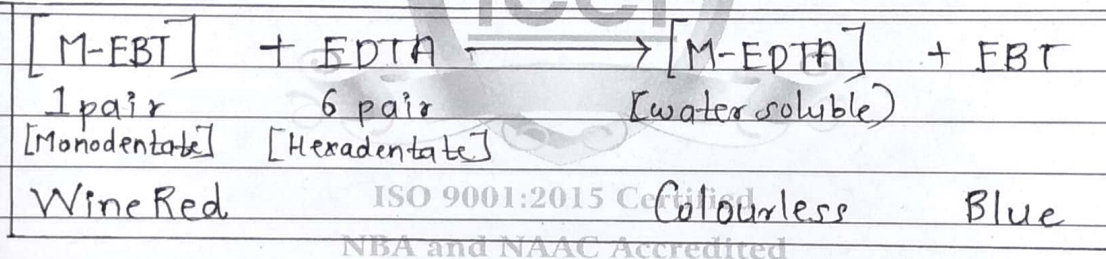 [M-EBT] + EDTA ⟶ [M-EDTA] + EBT
1 pair 6 pair (water soluble)
[Monodentate] [Hexadentate]
Wine Red Colourless Blue
ISO 9001:2015 Certified
NBA and NAAC Accredited